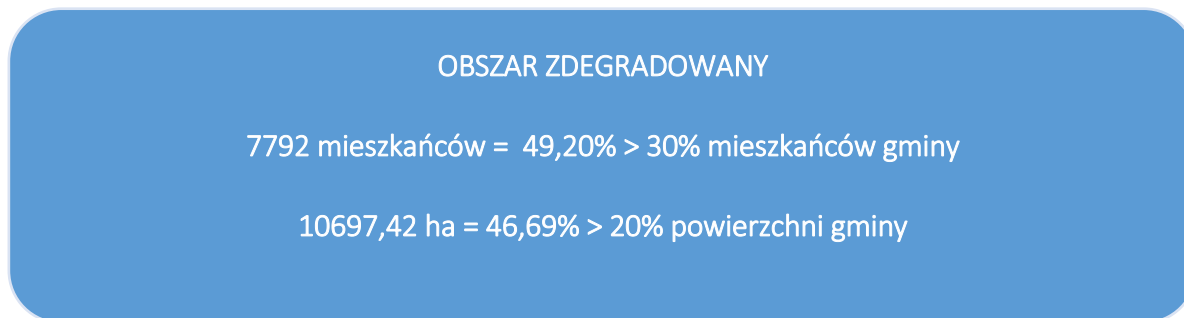 OBSZAR ZDEGRADOWANY
7792 mieszkańców = 49,20% > 30% mieszkańców gminy
10697,42 ha = 46,69% > 20% powierzchni gminy